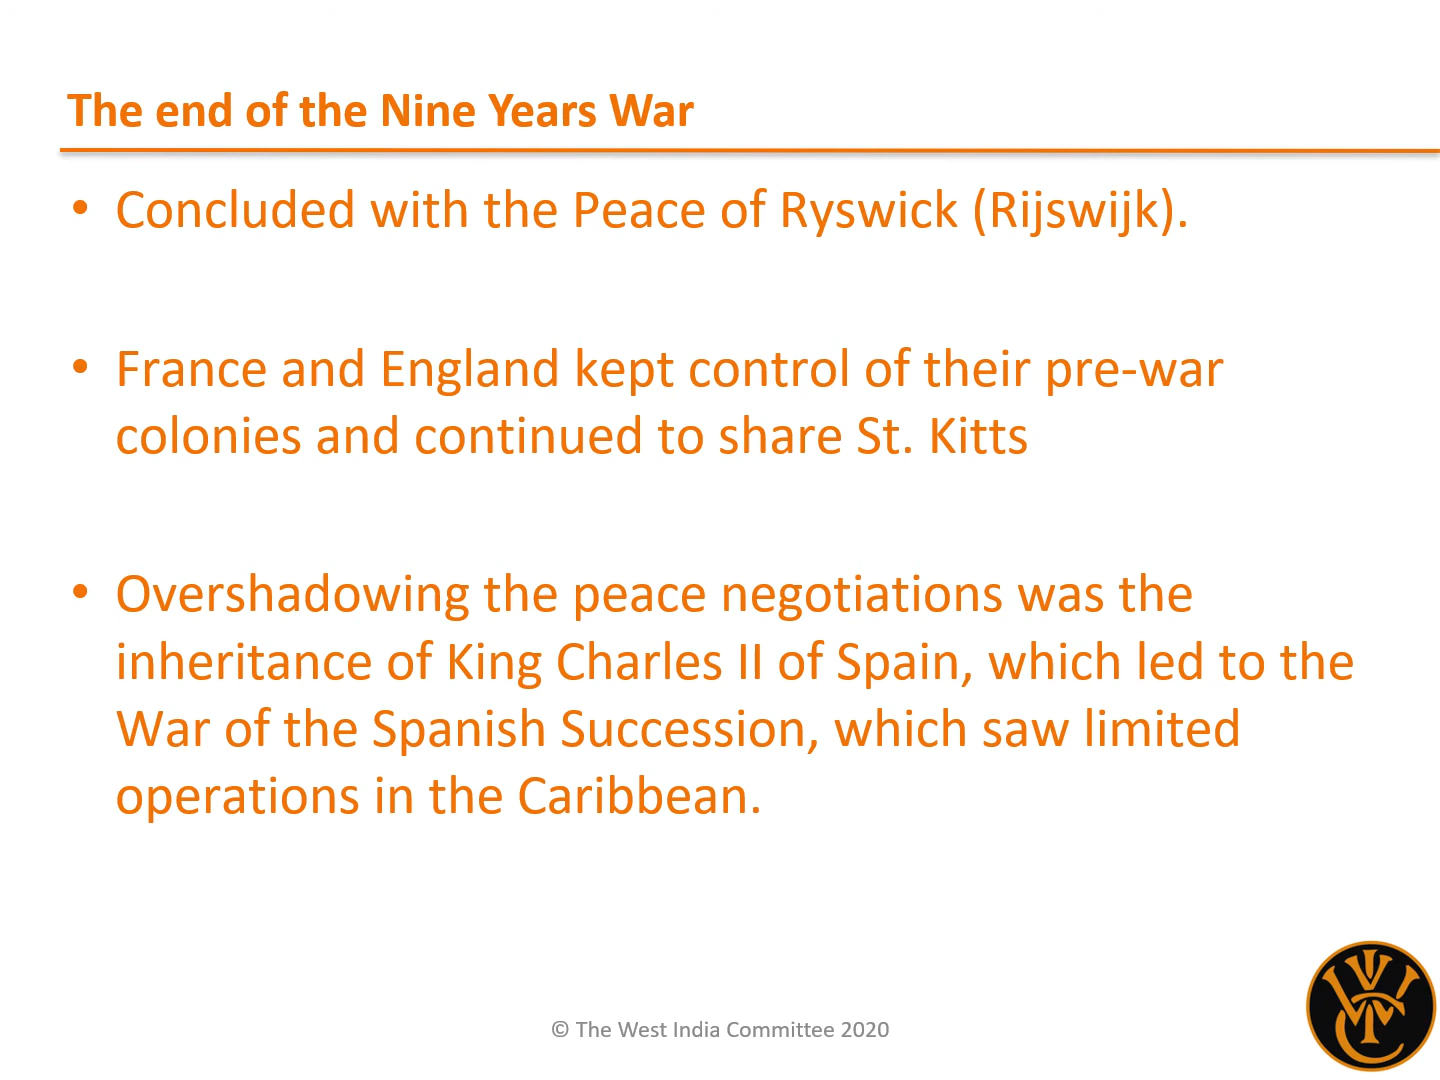 The end of the Nine Years War
• Concluded with the Peace of Ryswick (Rijswijk).
• France and England kept control of their pre-war
colonies and continued to share St. Kitts
• Overshadowing the peace negotiations was the
inheritance of King Charles II of Spain, which led to the
War of the Spanish Succession, which saw limited
operations in the Caribbean.
© The West India Committee 2020
WIC